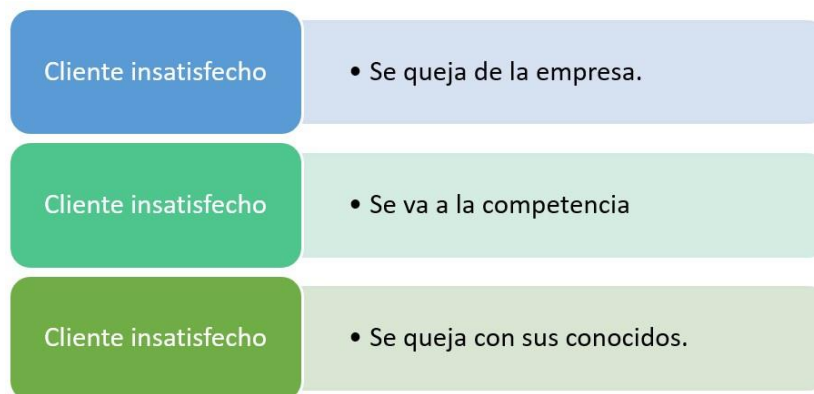 Cliente insatisfecho
• Se queja de la empresa.
Cliente insatisfecho
• Se va a la competencia
Cliente insatisfecho
• Se queja con sus conocidos.